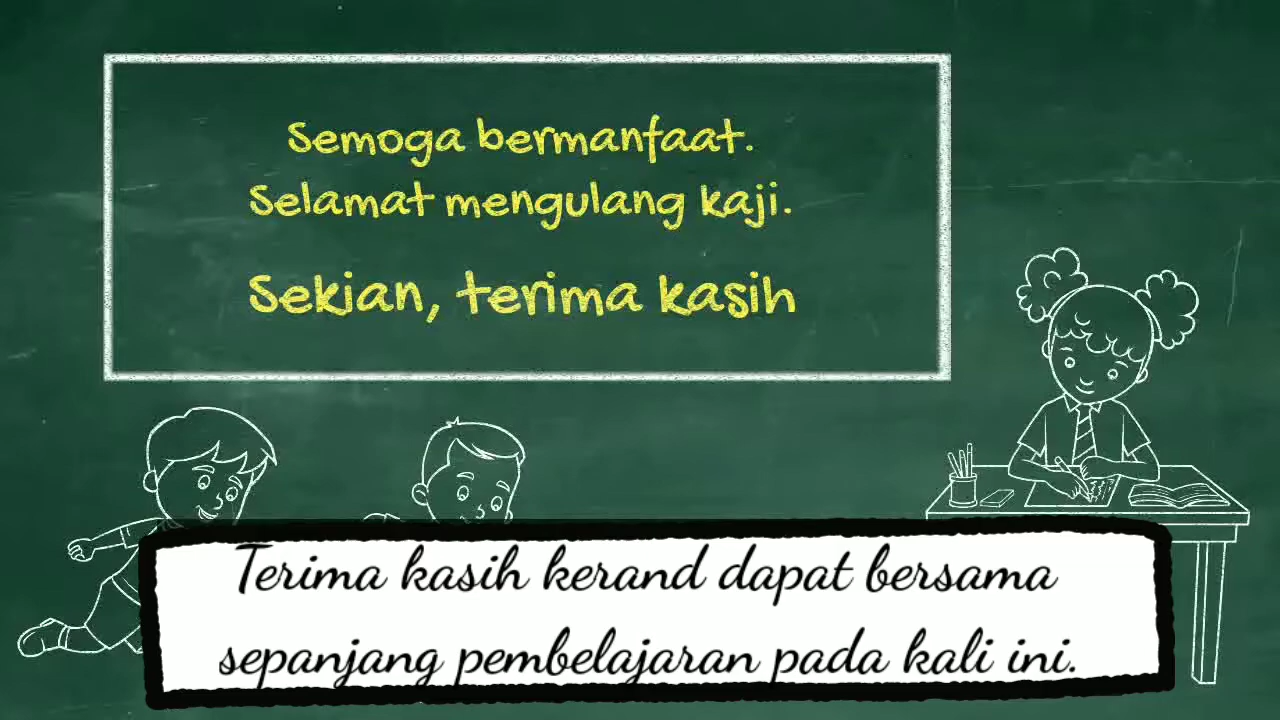 Semoga bermanfaat.
Selamat mengulang kaji.
Sekian, terima kasih
Terima kasih kerand dapat bersama
sepanjang pembelajaran pada kali ini.